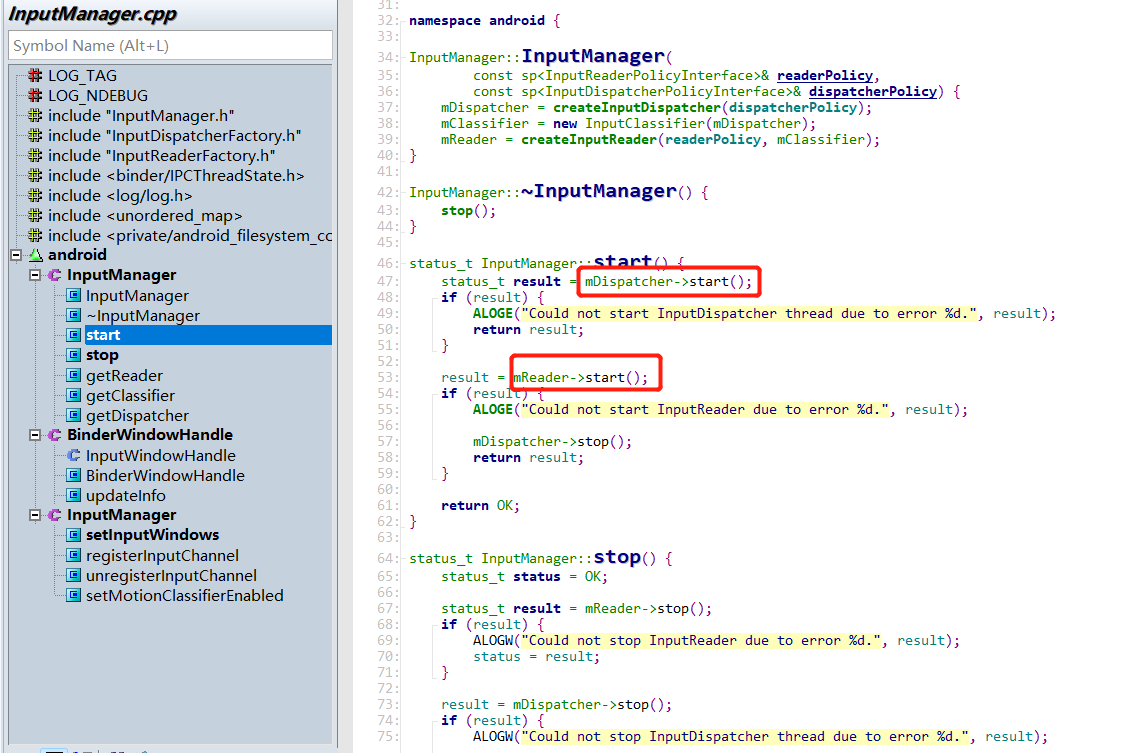 InputManager.cpp
Symbol Name (Alt+L)
LOG_TAG
LOG_NDEBUG
include "InputManager.h"
include "InputDispatcherFactory.h"
include "InputReaderFactory.h"
include <binder/IPCThreadState.h>
include <log/log.h>
include <unordered_map>
include <private/android_filesystem_co
android
InputManager
InputManager
~InputManager
start
stop
getReader
getClassifier
getDispatcher
BinderWindowHandle
InputWindowHandle
BinderWindowHandle
updateInfo
InputManager
setInputWindows
registerInputChannel
unregisterInputChannel
setMotionClassifierEnabled
31:
32: namespace android {
33:
34: InputManager::InputManager(
35: const sp<InputReaderPolicyInterface>& readerPolicy,
36: const sp<InputDispatcherPolicyInterface>& dispatcherPolicy) {
37: mDispatcher = createInputDispatcher(dispatcherPolicy);
38: mClassifier = new InputClassifier(mDispatcher);
39: mReader = createInputReader(readerPolicy, mClassifier);
40: }
41:
42: InputManager::~InputManager() {
43: stop();
44: }
45:
46: status_t InputManager::start() {
47: status_t result = mDispatcher->start();
48: if (result) {
49: ALOGE("Could not start InputDispatcher thread due to error %d.", result);
50: return result;
51: }
52:
53: result = mReader->start();
54: if (result) {
55: ALOGE("Could not start InputReader due to error %d.", result);
56:
57: mDispatcher->stop();
58: return result;
59: }
60:
61: return OK;
62: }
63:
64: status_t InputManager::stop() {
65: status_t status = OK;
66:
67: status_t result = mReader->stop();
68: if (result) {
69: ALOGW("Could not stop InputReader due to error %d.", result);
70: status = result;
71: }
72:
73: result = mDispatcher->stop();
74: if (result) {
75: ALOGW("Could not stop InputDispatcher thread due to error %d.", result);